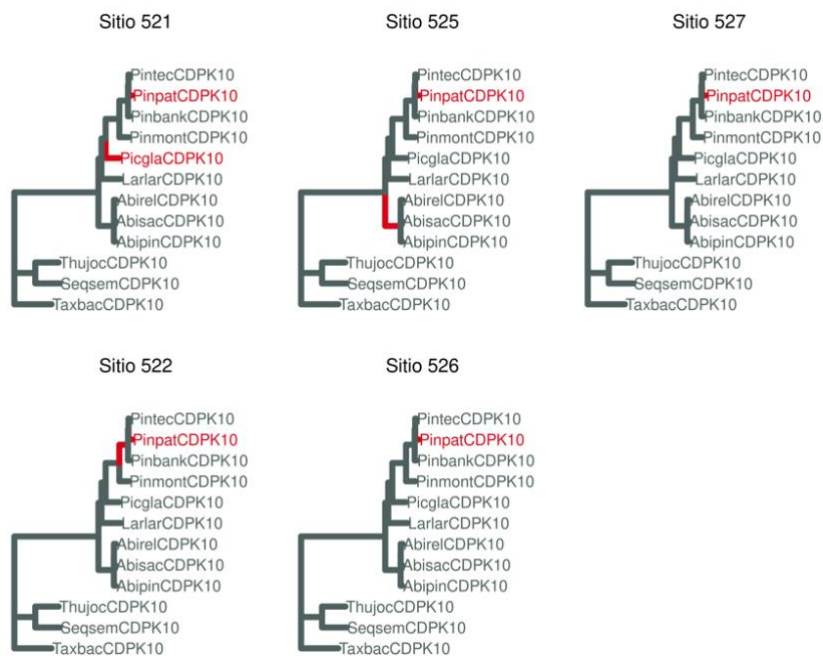 Sitio 521
PintecCDPK10
PinpatCDPK10
PinbankCDPK10
PinmontCDPK10
PicglaCDPK10
LarlarCDPK10
AbirelCDPK10
AbisacCDPK10
AbipinCDPK10
ThujocCDPK10
SeqsemCDPK10
TaxbacCDPK10
Sitio 525
PintecCDPK10
PinpatCDPK10
PinbankCDPK10
PinmontCDPK10
PicglaCDPK10
LarlarCDPK10
AbirelCDPK10
AbisacCDPK10
AbipinCDPK10
ThujocCDPK10
SeqsemCDPK10
TaxbacCDPK10
Sitio 527
PintecCDPK10
PinpatCDPK10
PinbankCDPK10
PinmontCDPK10
PicglaCDPK10
LarlarCDPK10
AbirelCDPK10
AbisacCDPK10
AbipinCDPK10
ThujocCDPK10
SeqsemCDPK10
TaxbacCDPK10
Sitio 522
PintecCDPK10
PinpatCDPK10
PinbankCDPK10
PinmontCDPK10
PicglaCDPK10
LarlarCDPK10
AbirelCDPK10
AbisacCDPK10
AbipinCDPK10
ThujocCDPK10
SeqsemCDPK10
TaxbacCDPK10
Sitio 526
PintecCDPK10
PinpatCDPK10
PinbankCDPK10
PinmontCDPK10
PicglaCDPK10
LarlarCDPK10
AbirelCDPK10
AbisacCDPK10
AbipinCDPK10
ThujocCDPK10
SeqsemCDPK10
TaxbacCDPK10